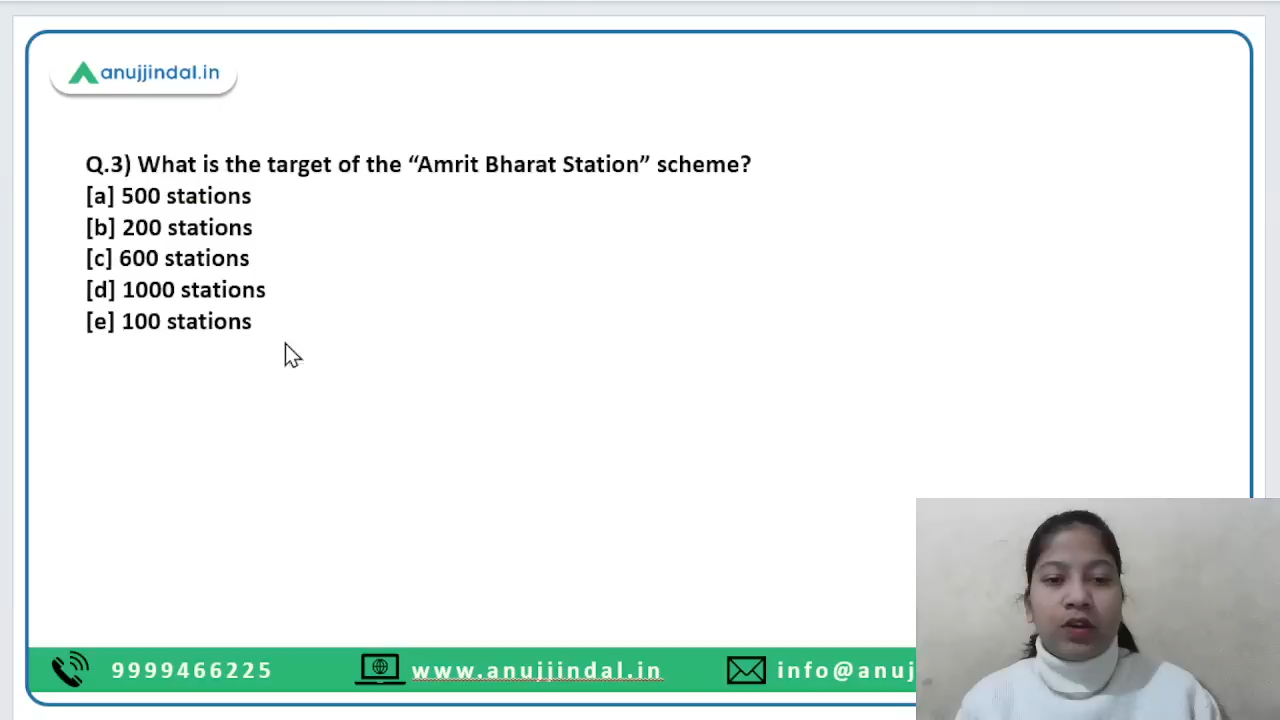 anujjindal.in
Q.3) What is the target of the “Amrit Bharat Station” scheme?
[a] 500 stations
[b] 200 stations
[c] 600 stations
[d] 1000 stations
[e] 100 stations
9999466225
www.anujjindal.in
info@anuj